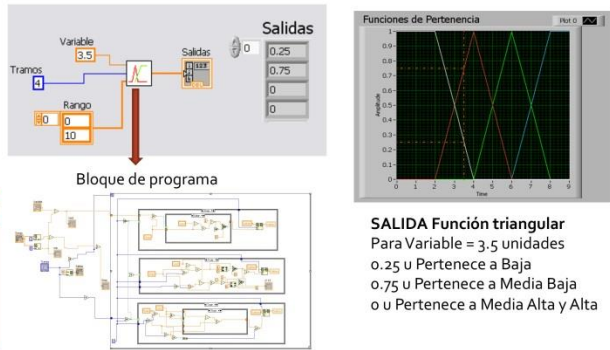 Variable
3.5
Tramos
4
Rango
0
0
10
Salidas
Salidas
0
0.25
0.75
0
0
Bloque de programa
Funciones de Pertenencia
Plot 0
Amplitude
1
0.9
0.8
0.7
0.6
0.5
0.4
0.3
0.2
0.1
0
0 1 2 3 4 5 6 7 8 9
Time
SALIDA Función triangular
Para Variable = 3.5 unidades
0.25 u Pertenece a Baja
0.75 u Pertenece a Media Baja
0 u Pertenece a Media Alta y Alta